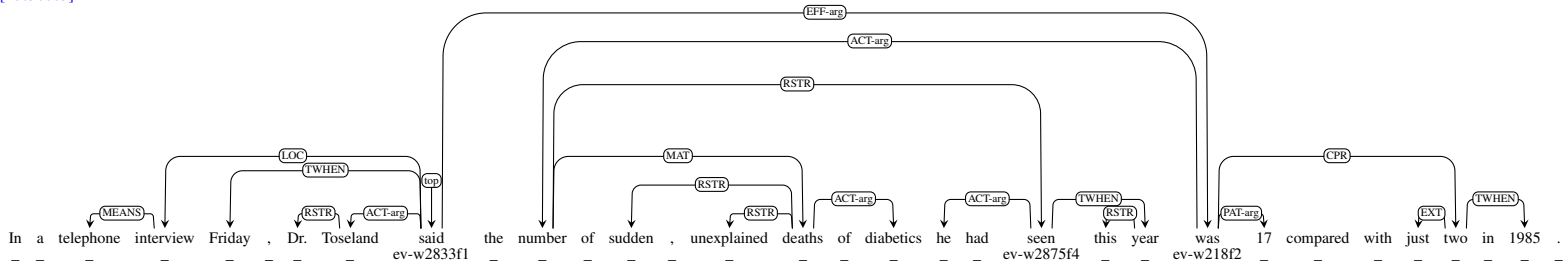 EFF-arg
ACT-arg
RSTR
LOC MAT CPR
TWHEN
top
RSTR
MEANS RSTR ACT-arg RSTR ACT-arg ACT-arg TWHEN RSTR PAT-arg EXT TWHEN
In a telephone interview Friday , Dr. Toseland said the number of sudden , unexplained deaths of diabetics he had seen this year was 17 compared with just two in 1985 .
_ _ _ _ _ _ _ _ ev-w2833f1 _ _ _ _ _ _ _ _ _ _ _ ev-w2875f4 _ _ ev-w218f2 _ _ _ _ _ _ _ _